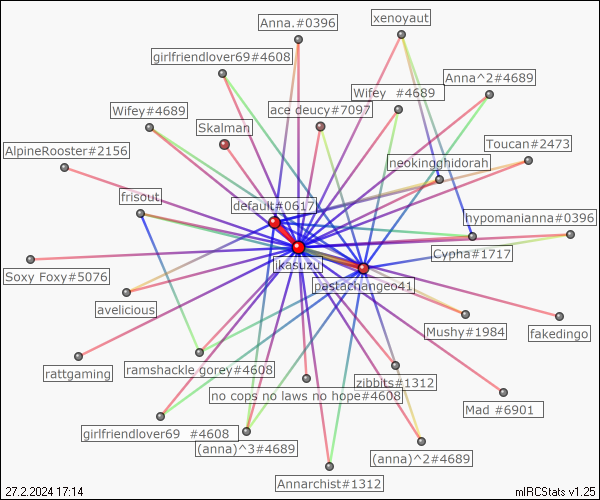 xenoyaut
Anna.#0396
girlfriendlover69#4608
Anna^2#4689
Wifey  #4689
Wifey#4689
ace deucy#7097
Skalman
Toucan#2473
AlpineRooster#2156
neokingghidorah
frisout
default#0617
hypomanianna#0396
Cypha#1717
jkasuzu
Soxy Foxy#5076
pastachangeo41
avelicious
Mushy#1984
fakedingo
rattgaming
ramshackle gorey#4608
zibbits#1312
no cops no laws no hope#4608
Mad #6901
girlfriendlover69  #4608
(anna)^3#4689
(anna)^2#4689
Annarchist#1312
27.2.2024 17:14
mIRCStats v1.25